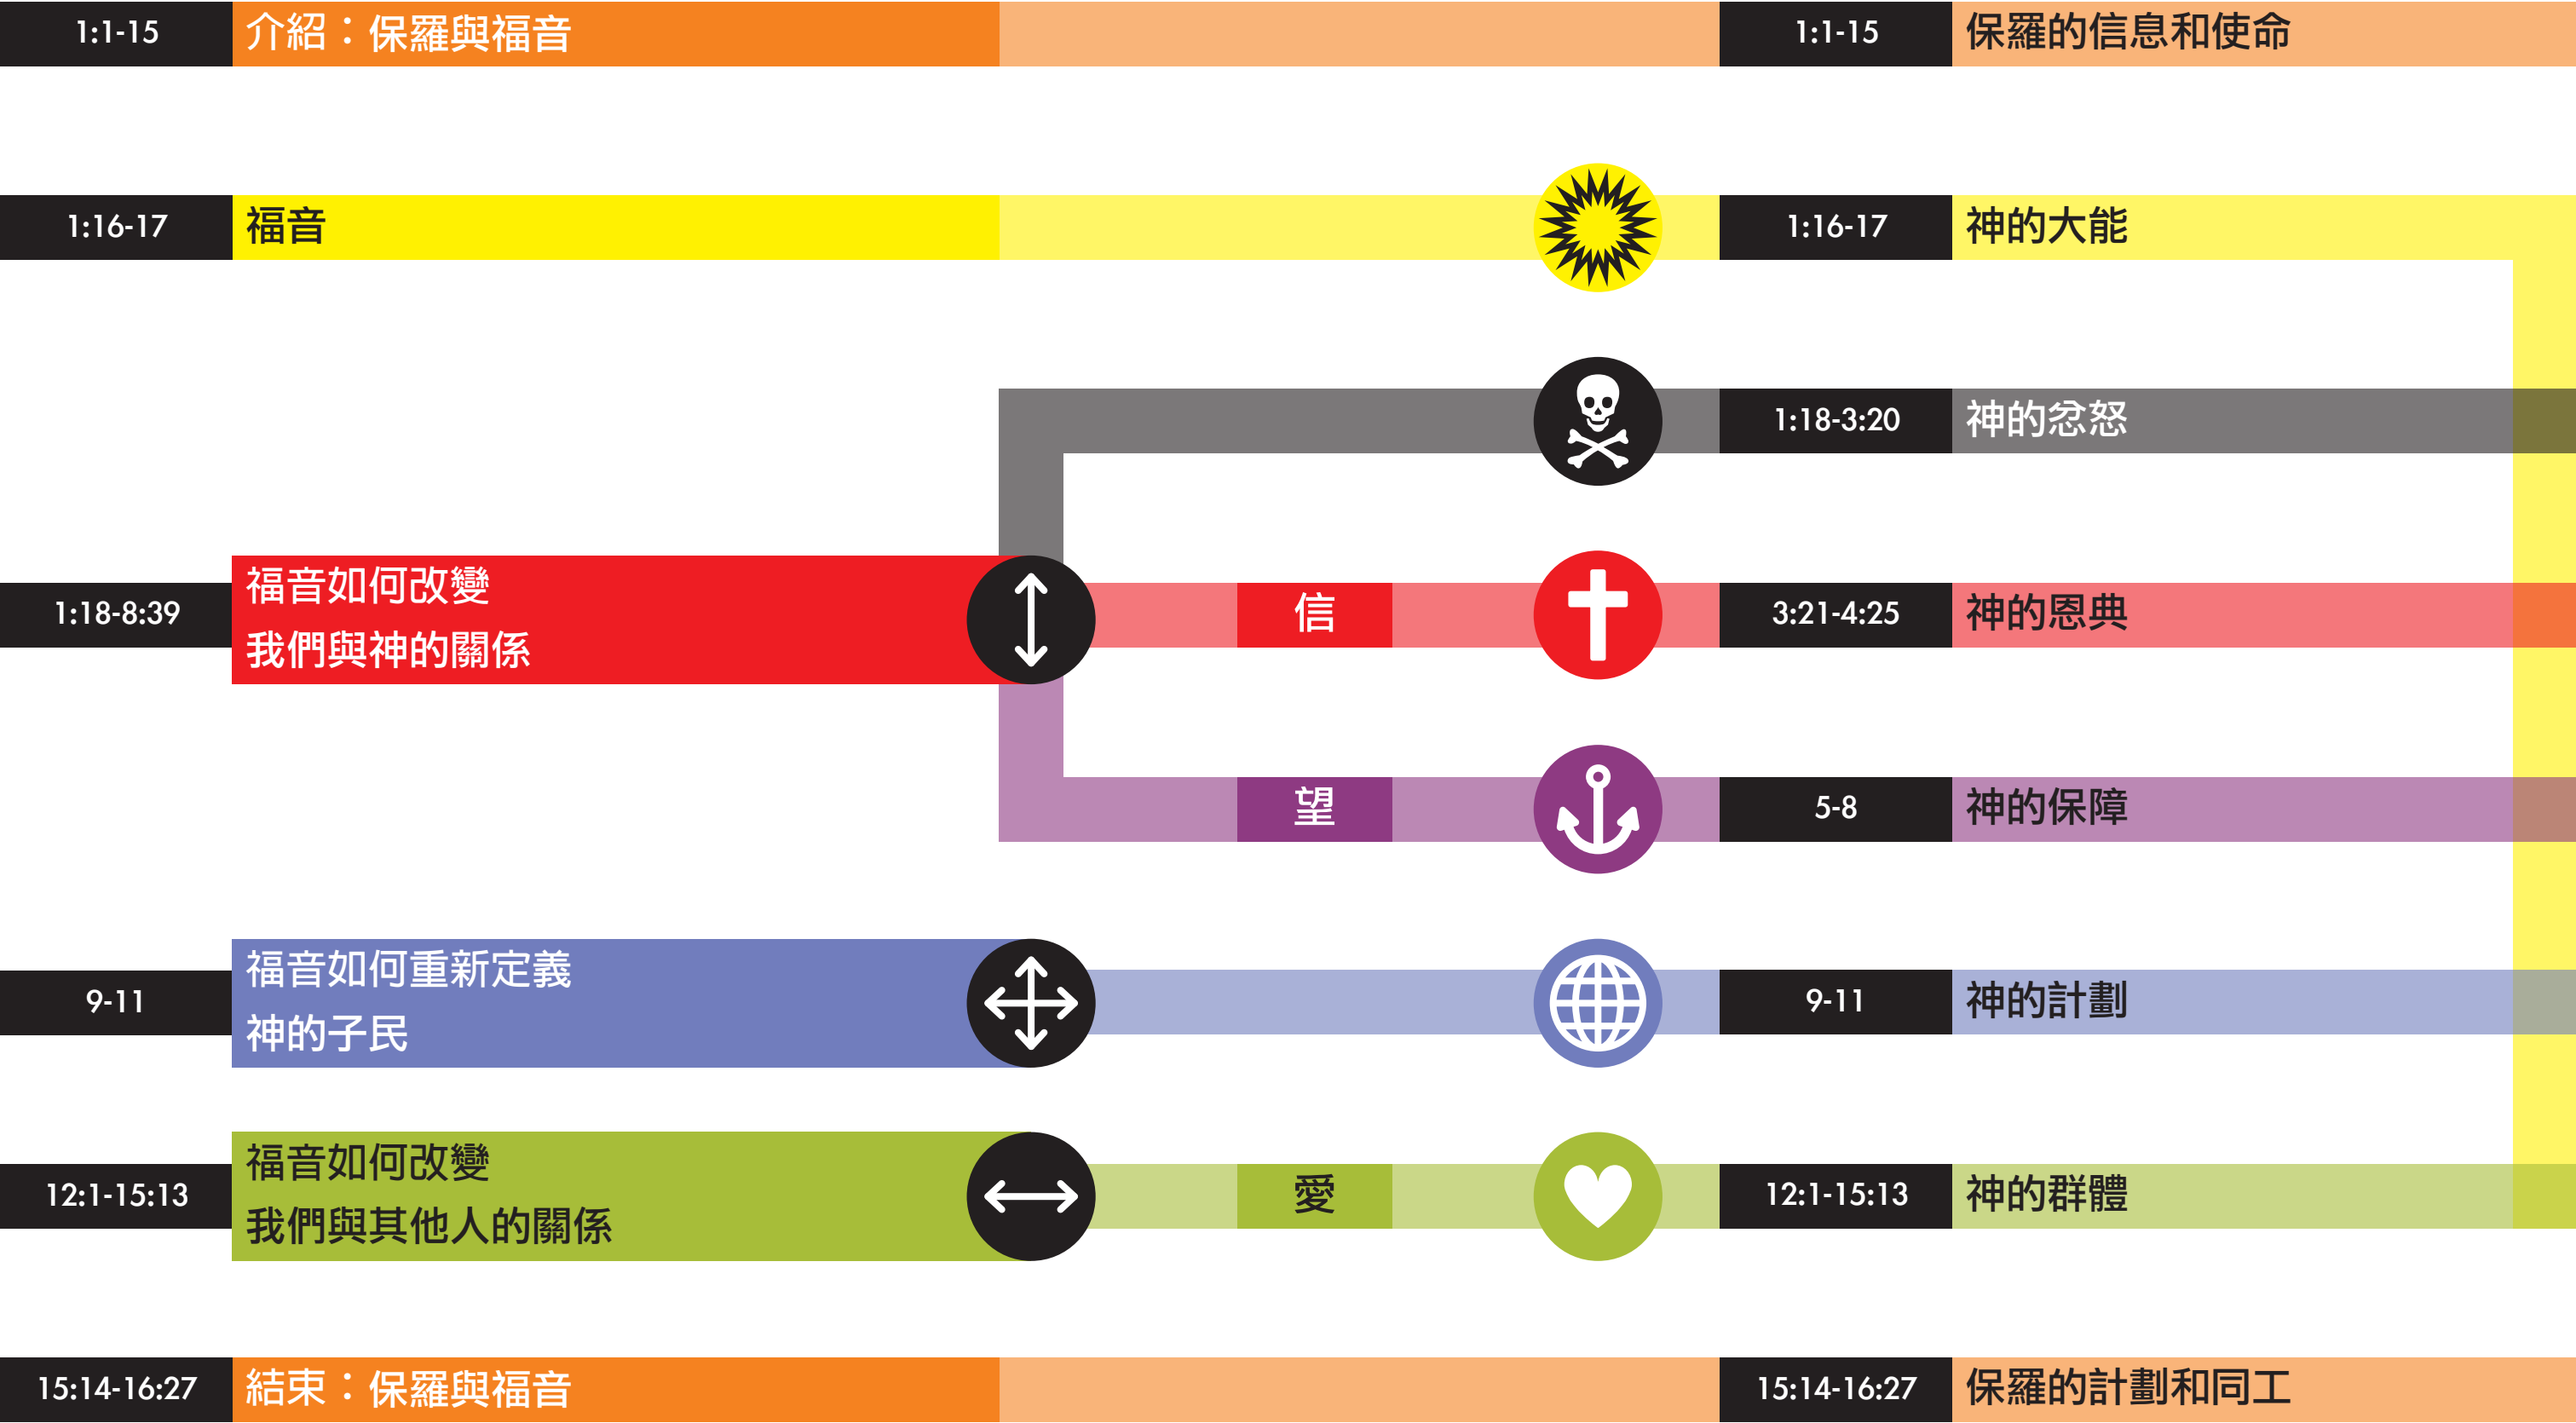 1:1-15 介紹：保羅與福音 1:1-15 保羅的信息和使命
1:16-17 福音 1:16-17 神的大能
1:18-3:20 神的忿怒
1:18-8:39
福音如何改變
我們與神的關係
信 3:21-4:25 神的恩典
望 5-8 神的保障
9-11
福音如何重新定義
神的子民
9-11 神的計劃
12:1-15:13
福音如何改變
我們與其他人的關係
愛 12:1-15:13 神的群體
15:14-16:27 結束：保羅與福音 15:14-16:27 保羅的計劃和同工